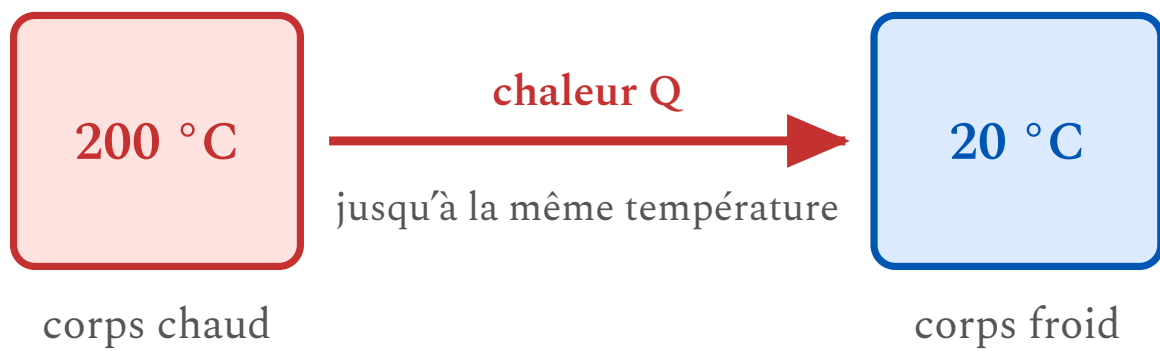 chaleur Q
200 °C
20 °C
jusqu'à la même température
corps chaud
corps froid